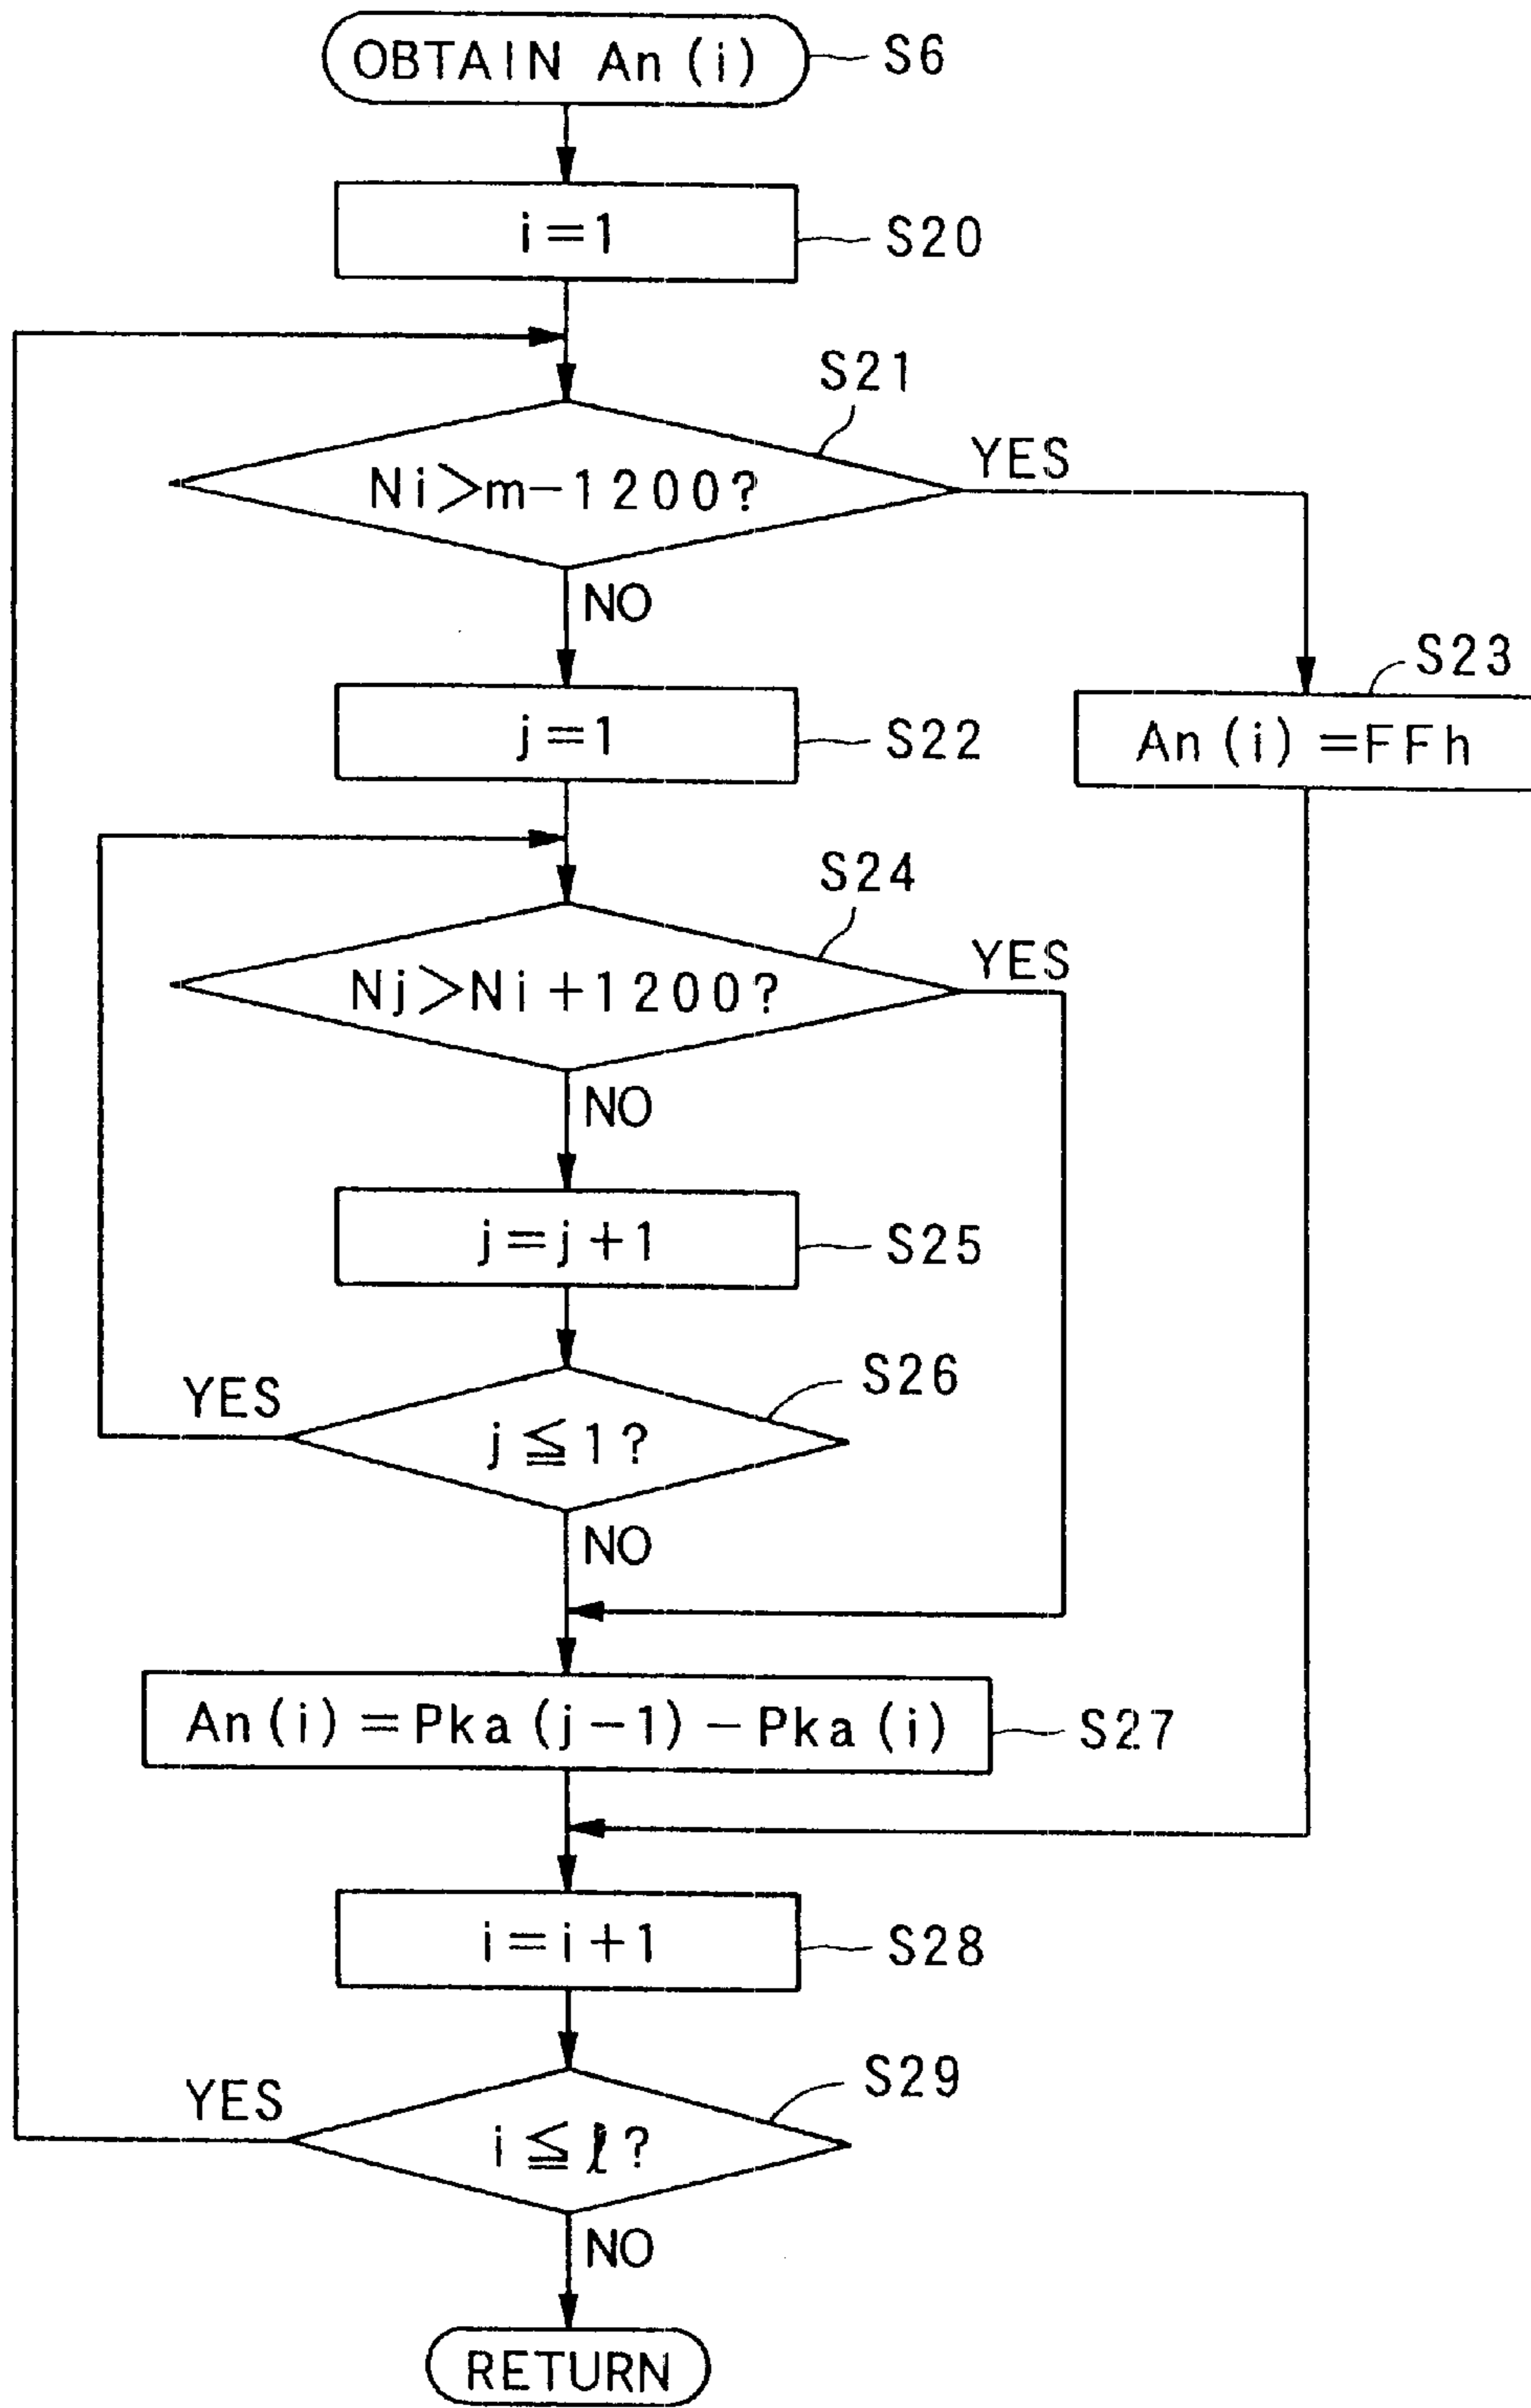 OBTAIN An(i)
S6
i=1
S20
S21
Ni>m-1200?
YES
NO
S23
j=1
S22
An(i)=FFh
S24
Nj>Ni+1200?
YES
NO
j=j+1
S25
S26
YES
j≦1?
NO
An(i)=Pka(j-1)-Pka(i)
S27
i=i+1
S28
S29
YES
i≦ℓ?
NO
RETURN